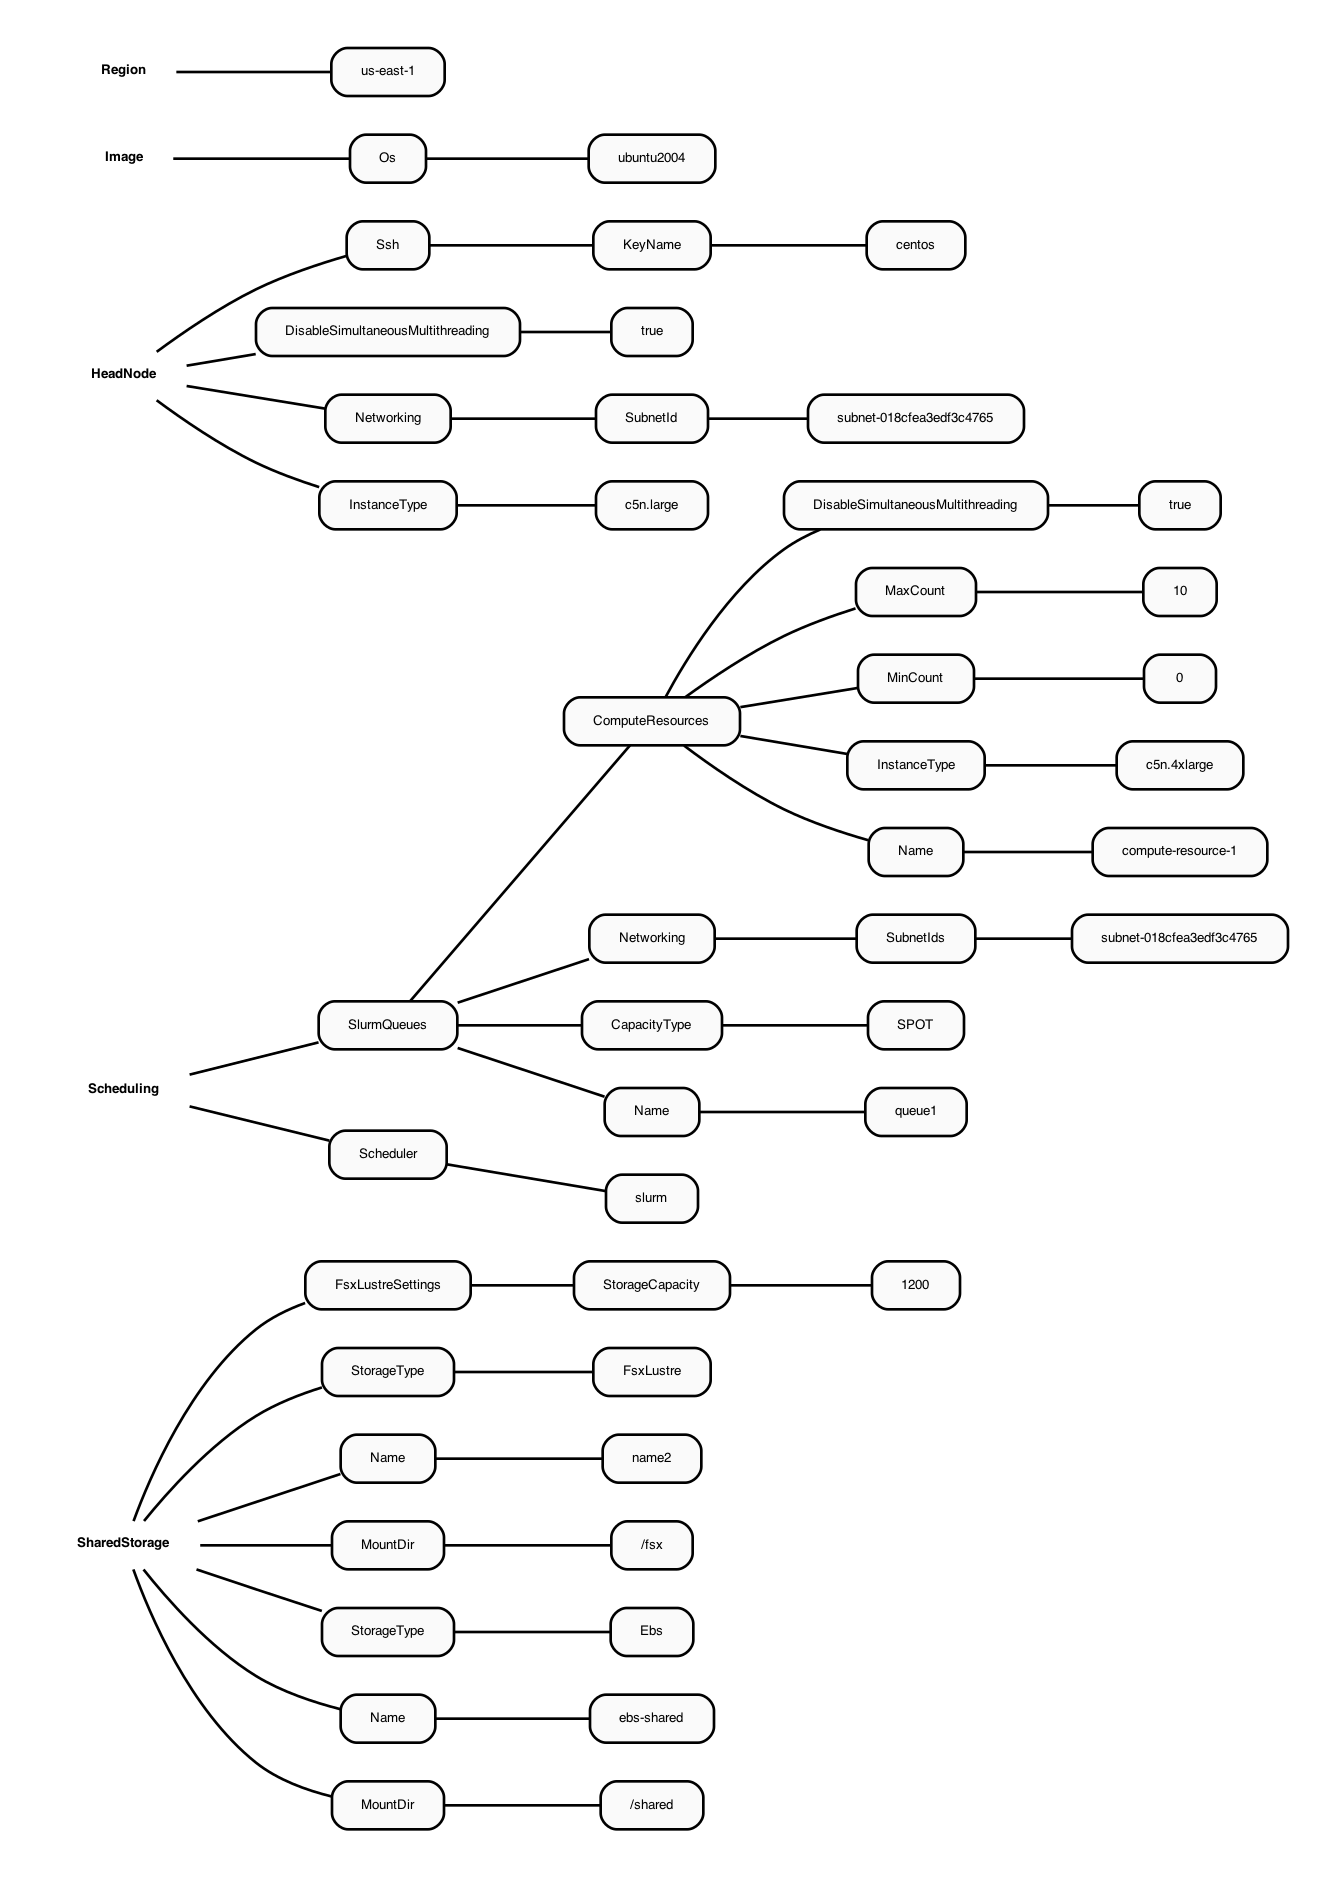 Region
us-east-1
Image
Os
ubuntu2004
HeadNode
Ssh
KeyName
centos
DisableSimultaneousMultithreading
true
Networking
SubnetId
subnet-018cfea3edf3c4765
InstanceType
c5n.large
Scheduling
SlurmQueues
ComputeResources
DisableSimultaneousMultithreading
true
MaxCount
10
MinCount
0
InstanceType
c5n.4xlarge
Name
compute-resource-1
Networking
SubnetIds
subnet-018cfea3edf3c4765
CapacityType
SPOT
Name
queue1
Scheduler
slurm
SharedStorage
FsxLustreSettings
StorageCapacity
1200
StorageType
FsxLustre
Name
name2
MountDir
/fsx
StorageType
Ebs
Name
ebs-shared
MountDir
/shared